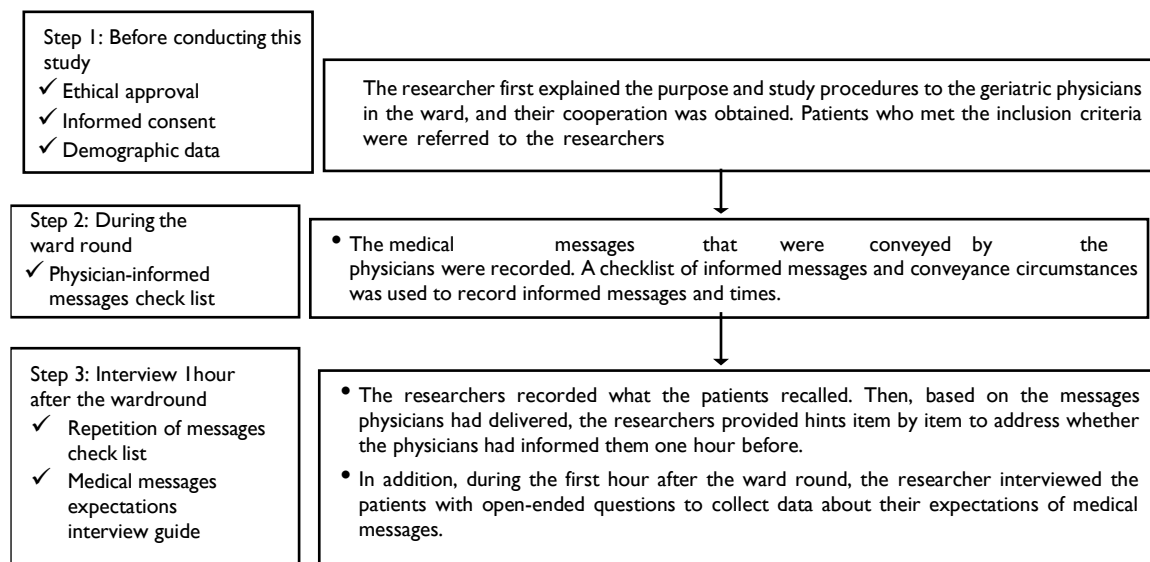 Step 1: Before conducting this
study
✓ Ethical approval
✓ Informed consent
✓ Demographic data
The researcher first explained the purpose and study procedures to the geriatric physicians
in the ward, and their cooperation was obtained. Patients who met the inclusion criteria
were referred to the researchers
Step 2: During the
ward round
✓ Physician-informed
messages check list
• The medical messages that were conveyed by the
physicians were recorded. A checklist of informed messages and conveyance circumstances
was used to record informed messages and times.
Step 3: Interview 1hour
after the wardround
✓ Repetition of messages
check list
✓ Medical messages
expectations
interview guide
• The researchers recorded what the patients recalled. Then, based on the messages
physicians had delivered, the researchers provided hints item by item to address whether
the physicians had informed them one hour before.
• In addition, during the first hour after the ward round, the researcher interviewed the
patients with open-ended questions to collect data about their expectations of medical
messages.